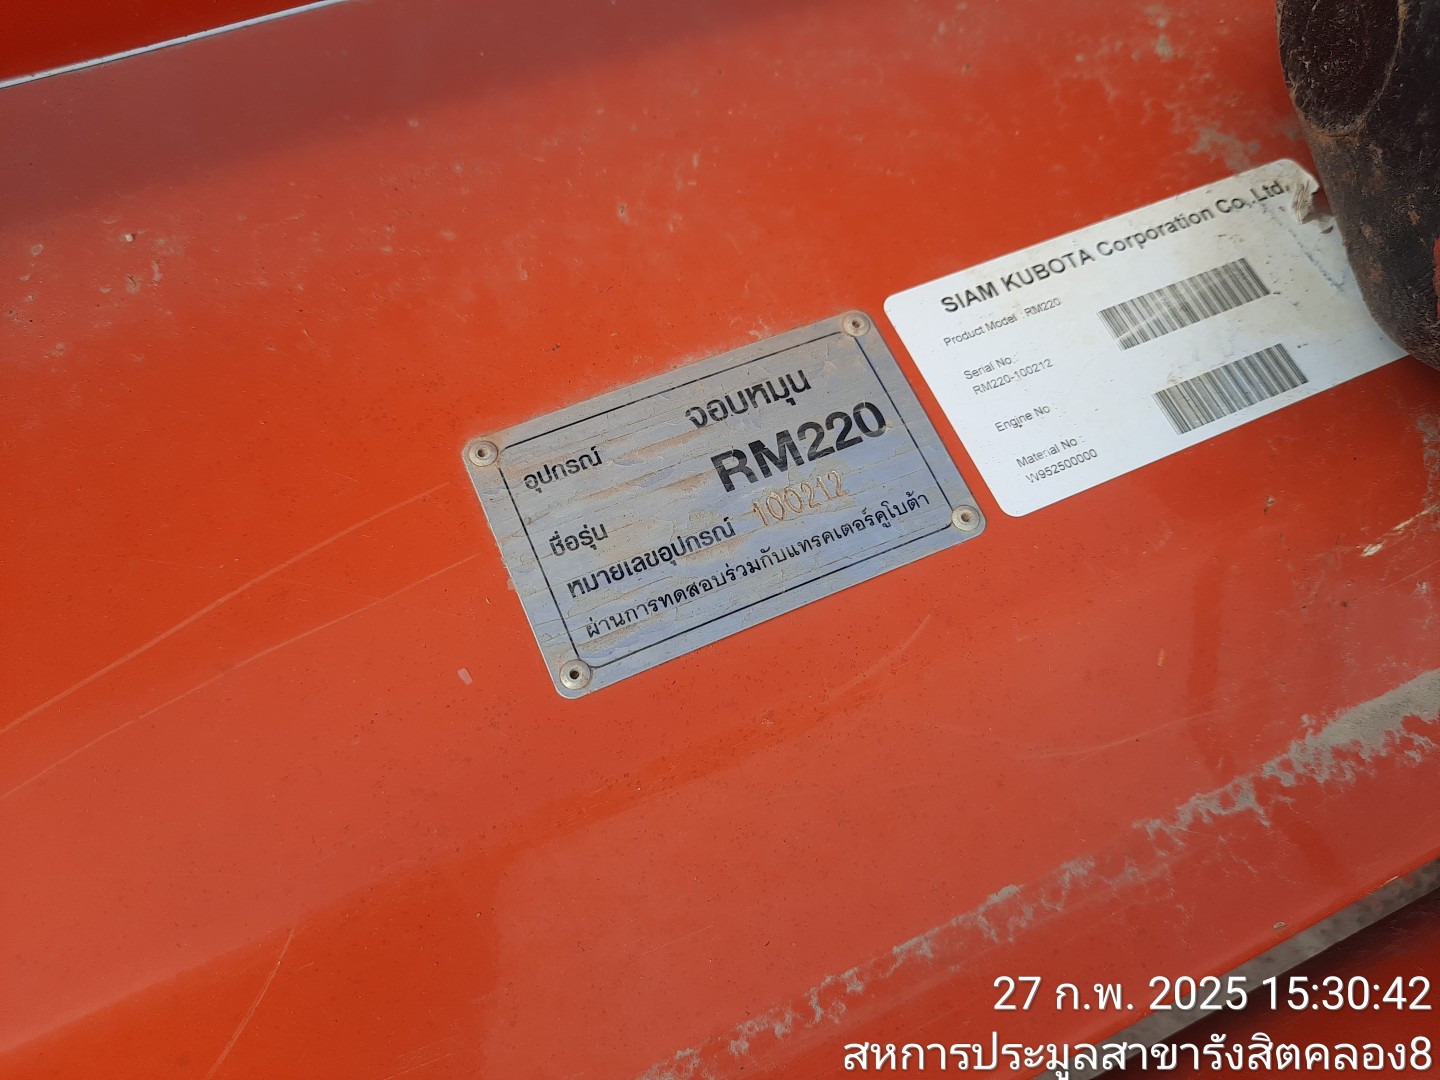 อุปกรณ์ จอบหมุน
ชื่อรุ่น RM220
หมายเลขอุปกรณ์ 100212
ผ่านการทดสอบร่วมกับแทรคเตอร์คูโบต้า
SIAM KUBOTA Corporation Co.,Ltd.
Product Model : RM220
Serial No.:
RM220-100212
Engine No :
Material No :
W952500000
27 ก.พ. 2025 15:30:42
สหการประมูลสาขารังสิตคลอง8